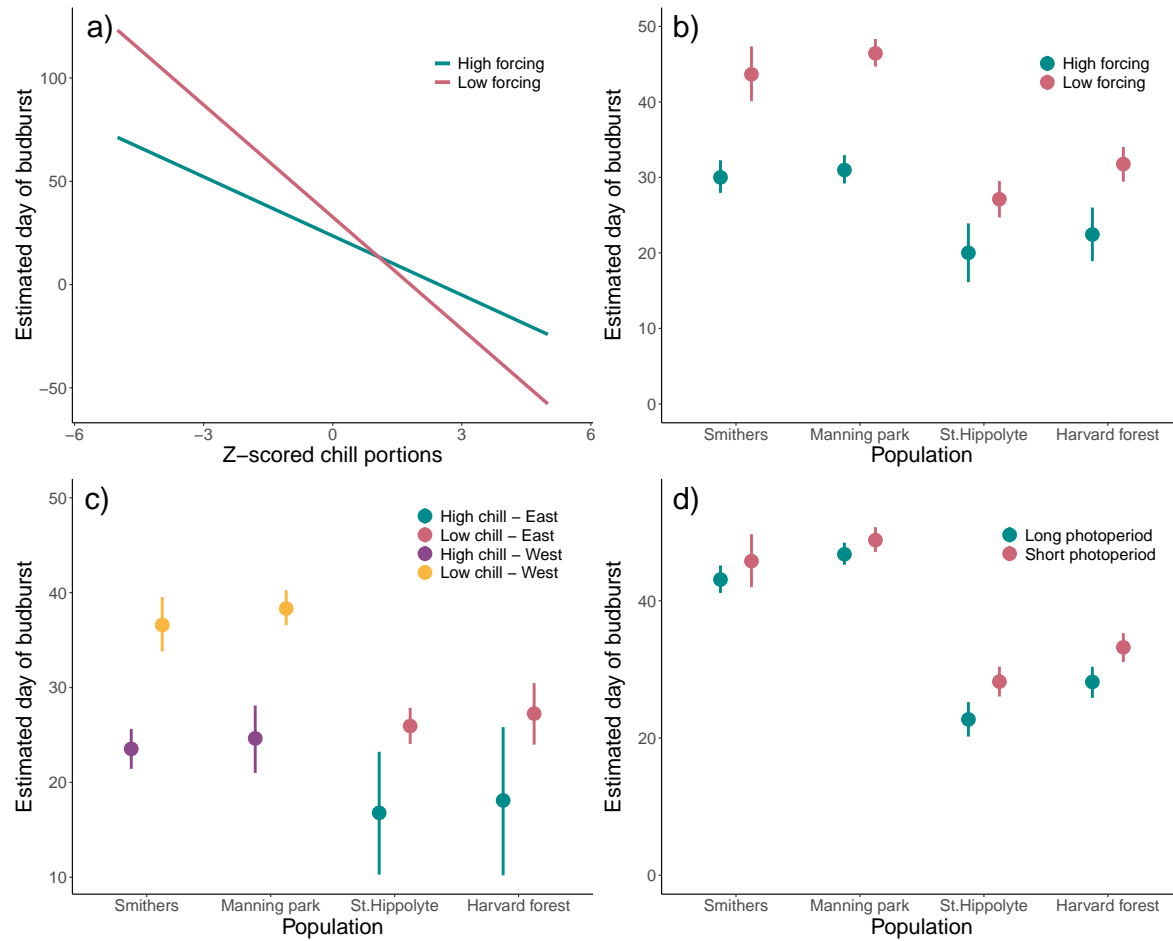 a)
High forcing
Low forcing
Estimated day of budburst
100
50
0
−50
−6
−3
0
3
6
Z−scored chill portions
b)
High forcing
Low forcing
Estimated day of budburst
50
40
30
20
10
0
Smithers
Manning park
St.Hippolyte
Harvard forest
Population
c)
High chill − East
Low chill − East
High chill − West
Low chill − West
Estimated day of budburst
50
40
30
20
10
Smithers
Manning park
St.Hippolyte
Harvard forest
Population
d)
Long photoperiod
Short photoperiod
Estimated day of budburst
40
20
0
Smithers
Manning park
St.Hippolyte
Harvard forest
Population